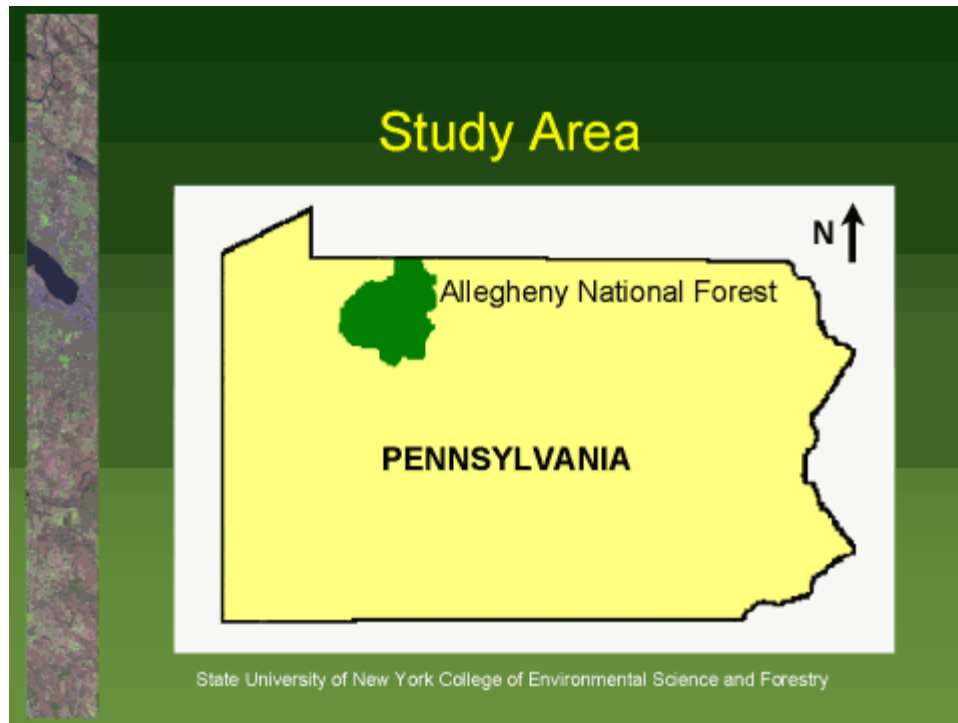 Study Area
N
Allegheny National Forest
PENNSYLVANIA
State University of New York College of Environmental Science and Forestry